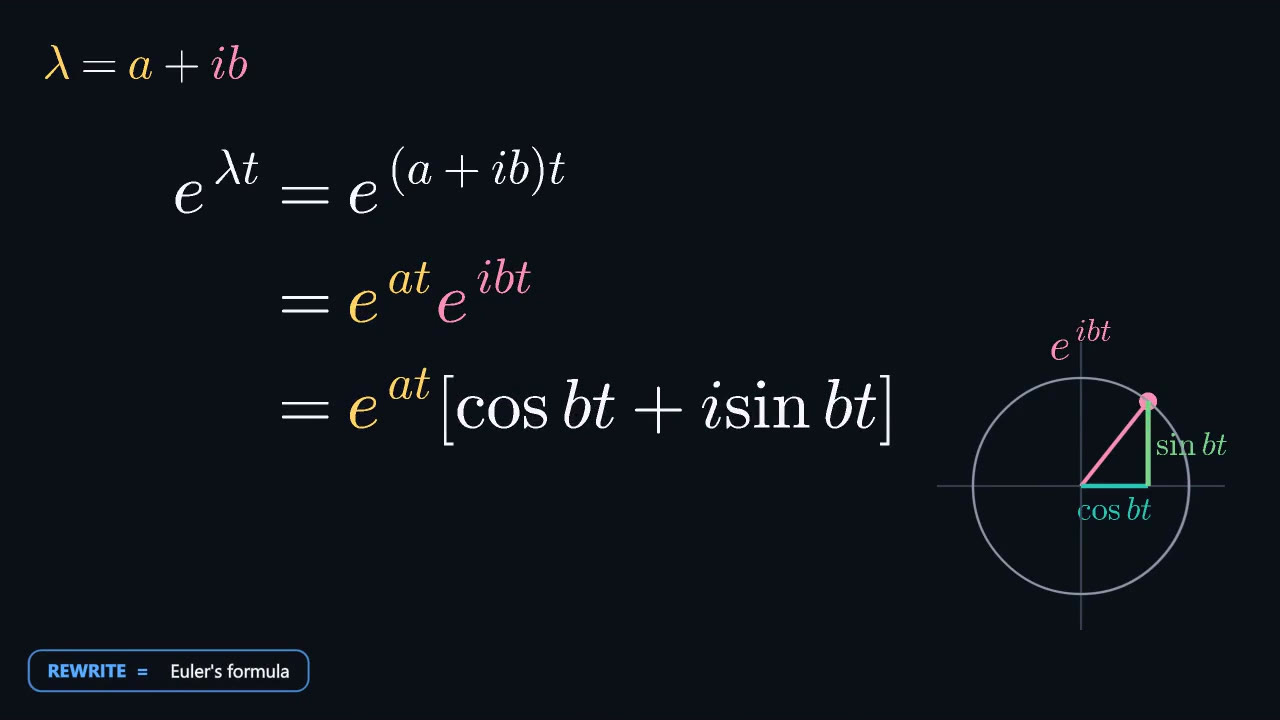 λ = a + ib
e^{λt} = e^{(a + ib)t}
= e^{at} e^{ibt}
= e^{at} [cos bt + i sin bt]
e^{ibt}
sin bt
cos bt
REWRITE = Euler's formula